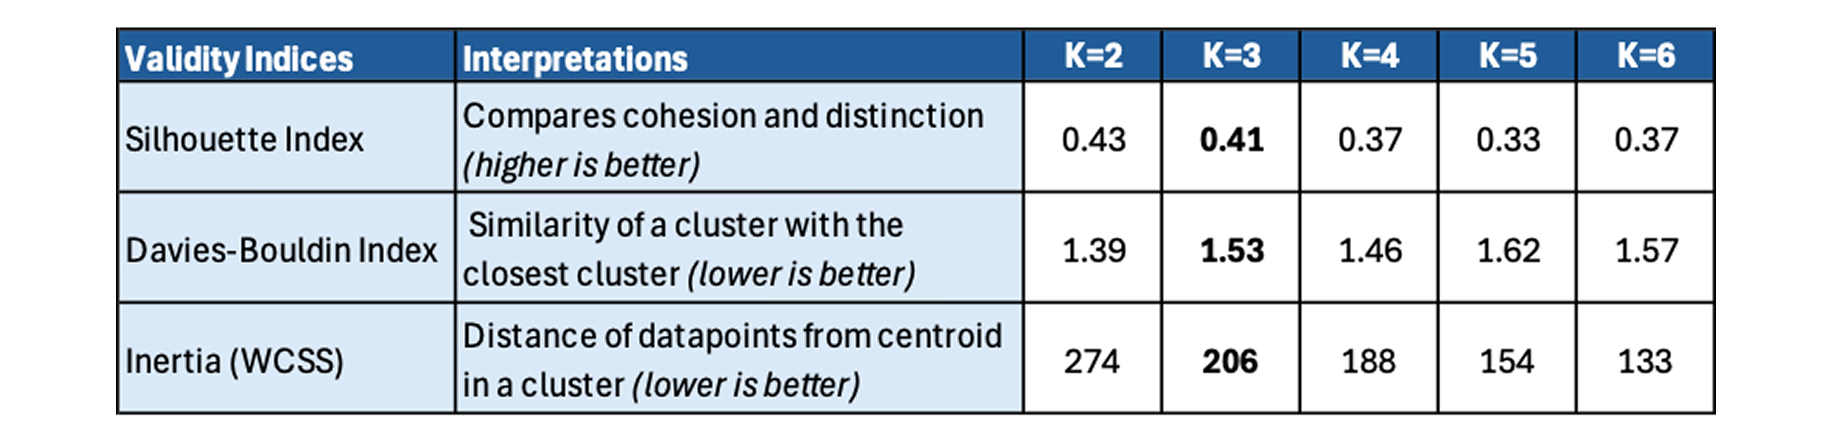 Validity Indices Interpretations K=2 K=3 K=4 K=5 K=6
Compares cohesion and distinction
Silhouette Index 0.43 0.41 0.37 0.33 0.37
(higher is better)
Similarity of a cluster with the
Davies-Bouldin Index 1.39 1.53 1.46 1.62 1.57
closest cluster (lower is better)
Distance of datapoints from centroid
Inertia (WCSS) 274 206 188 154 133
in a cluster (lower is better)